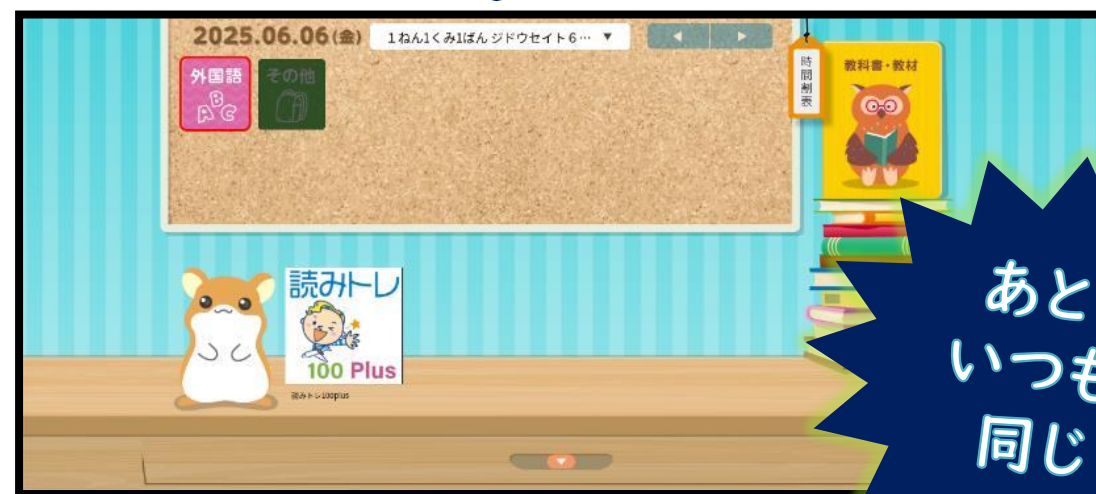 2025.06.06(金)
1ねん1くみ1ばん ジドウセイト6…
外国語
ABC
その他
時間割表
教科書・教材
読みトレ
100 Plus
読みトレ100plus
あと
いつも
同じ